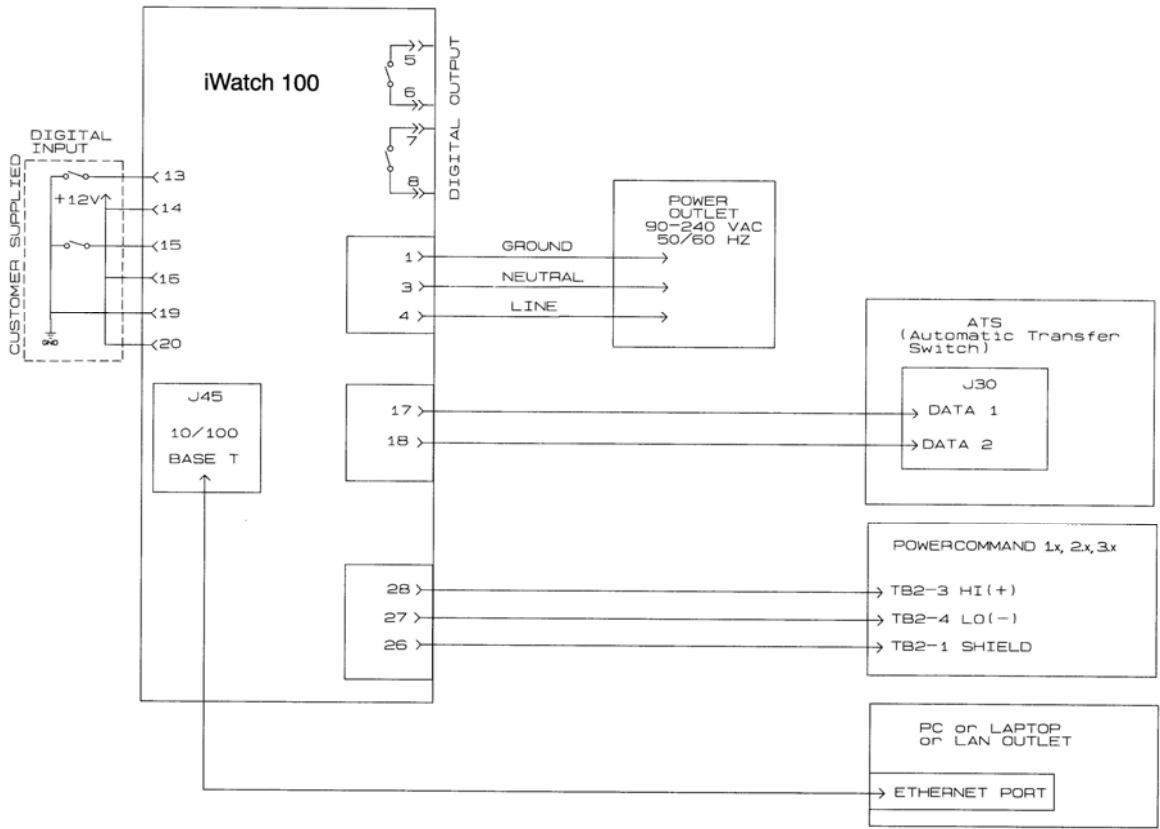 iWatch 100
5
6
DIGITAL OUTPUT
7
8
DIGITAL OUTPUT
DIGITAL
INPUT
CUSTOMER SUPPLIED
+12V
13
14
15
16
19
20
1
3
4
GROUND
NEUTRAL
LINE
POWER
OUTLET
90-240 VAC
50/60 HZ
ATS
(Automatic Transfer
Switch)
J30
DATA 1
DATA 2
17
18
J45
10/100
BASE T
28
27
26
POWERCOMMAND 1.x, 2.x, 3.x
TB2-3 HI(+)
TB2-4 LO(-)
TB2-1 SHIELD
PC or LAPTOP
or LAN OUTLET
ETHERNET PORT